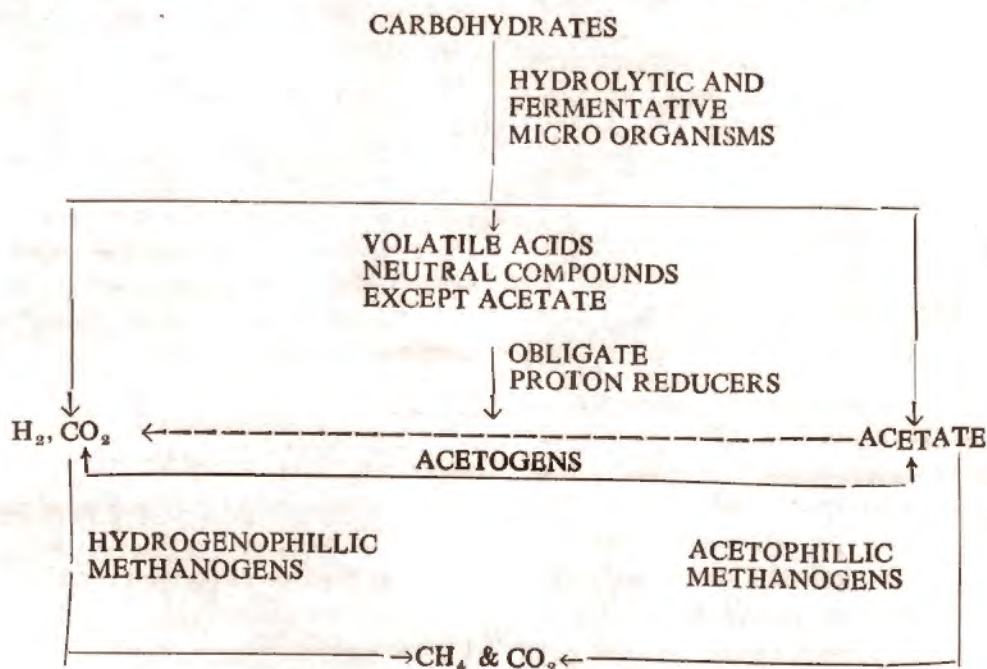 CARBOHYDRATES
HYDROLYTIC AND
FERMENTATIVE
MICRO ORGANISMS
VOLATILE ACIDS
NEUTRAL COMPOUNDS
EXCEPT ACETATE
OBLIGATE
PROTON REDUCERS
H₂, CO₂
ACETATE
ACETOGENS
HYDROGENOPHILLIC
METHANOGENS
ACETOPHILLIC
METHANOGENS
CH₄ & CO₂